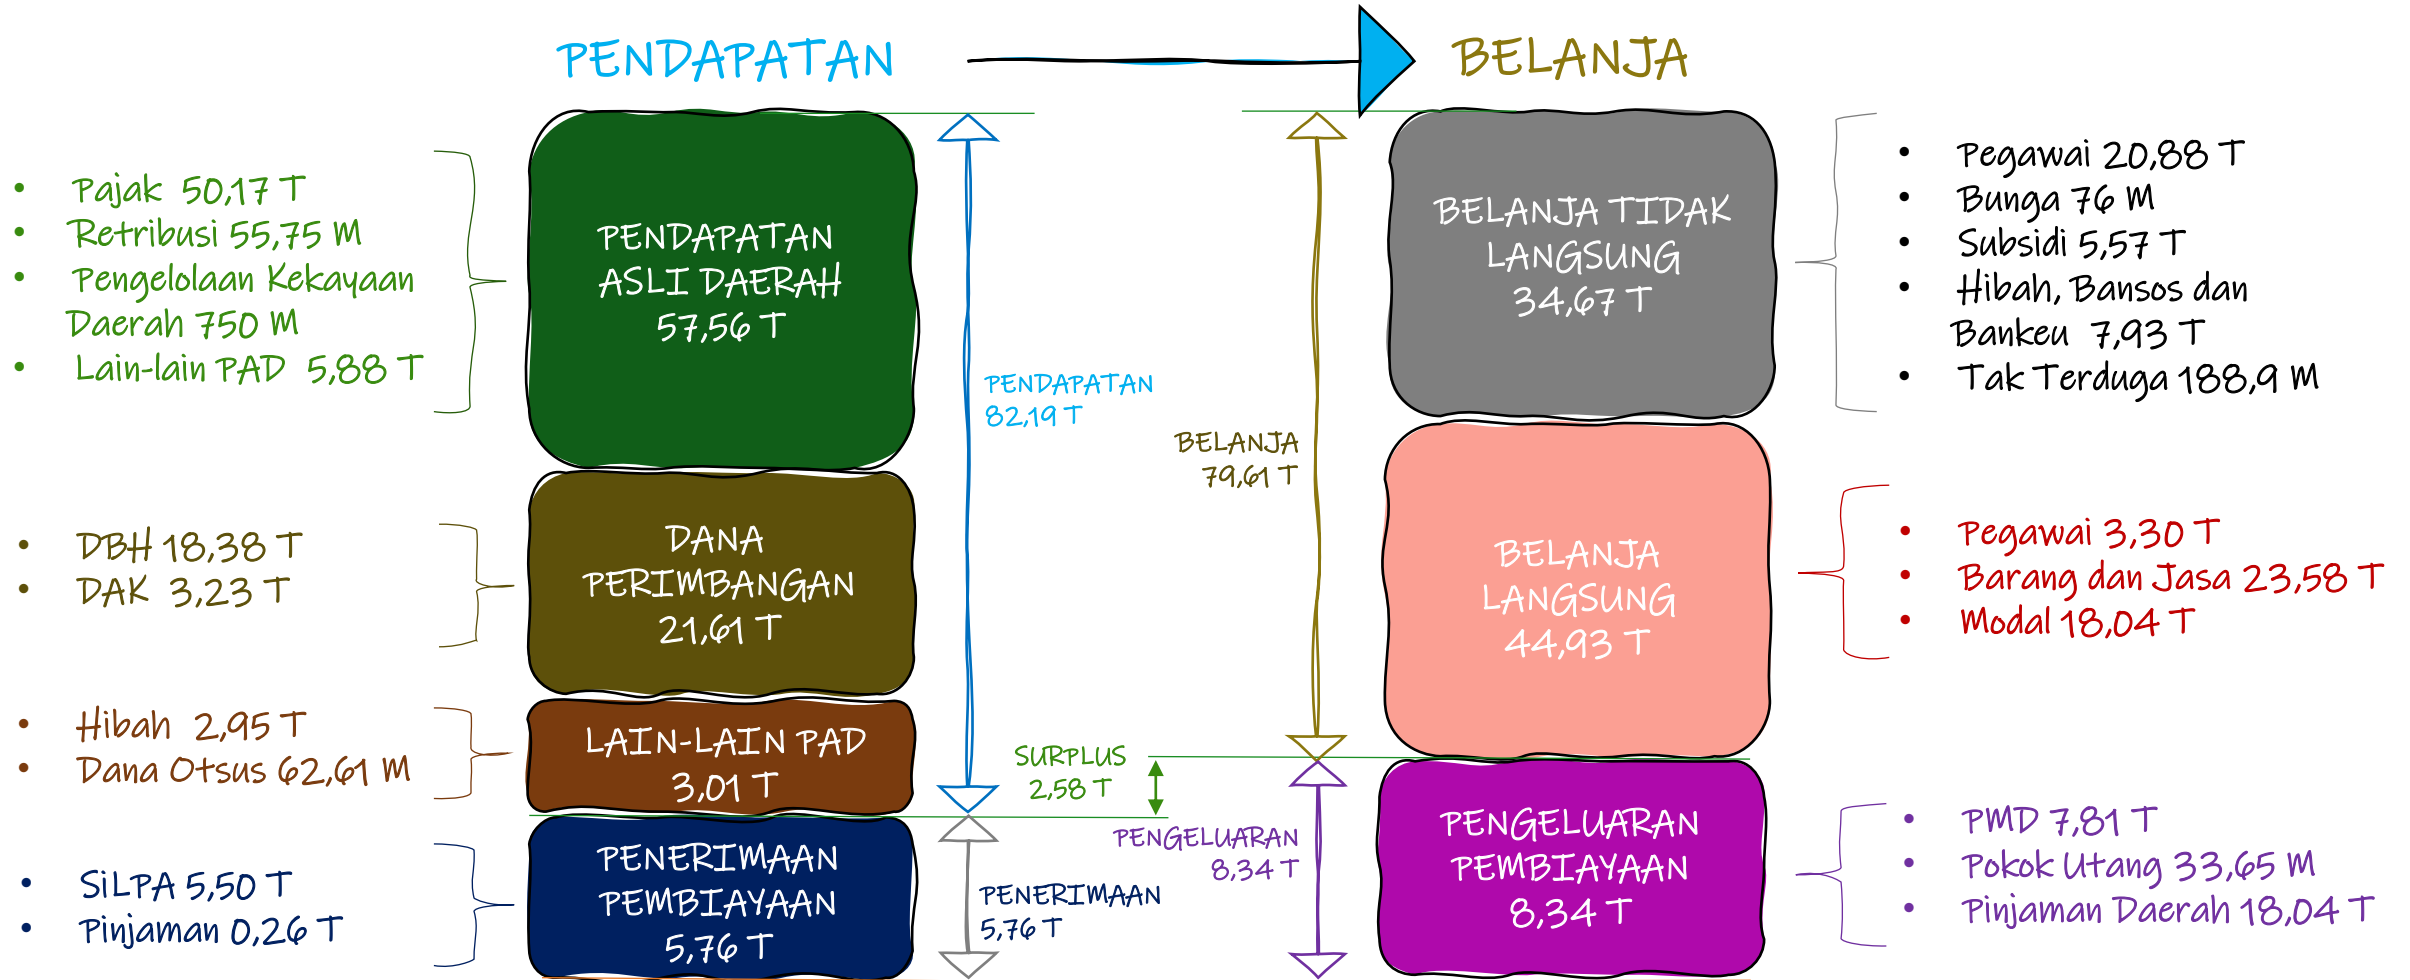 PENDAPATAN
BELANJA
• Pajak 50,17 T
• Retribusi 55,75 M
• Pengelolaan Kekayaan
Daerah 750 M
• Lain-lain PAD 5,88 T
PENDAPATAN
ASLI DAERAH
57,56 T
• DBH 18,38 T
• DAK 3,23 T
DANA
PERIMBANGAN
21,61 T
• Hibah 2,95 T
• Dana Otsus 62,61 M
LAIN-LAIN PAD
3,01 T
• SiLPA 5,50 T
• Pinjaman 0,26 T
PENERIMAAN
PEMBIAYAAN
5,76 T
PENDAPATAN
82,19 T
SURPLUS
2,58 T
PENERIMAAN
5,76 T
BELANJA
79,61 T
PENGELUARAN
8,34 T
BELANJA TIDAK
LANGSUNG
34,67 T
• Pegawai 20,88 T
• Bunga 76 M
• Subsidi 5,57 T
• Hibah, Bansos dan
Bankeu 7,93 T
• Tak Terduga 188,9 M
BELANJA
LANGSUNG
44,93 T
• Pegawai 3,30 T
• Barang dan Jasa 23,58 T
• Modal 18,04 T
PENGELUARAN
PEMBIAYAAN
8,34 T
• PMD 7,81 T
• Pokok Utang 33,65 M
• Pinjaman Daerah 18,04 T